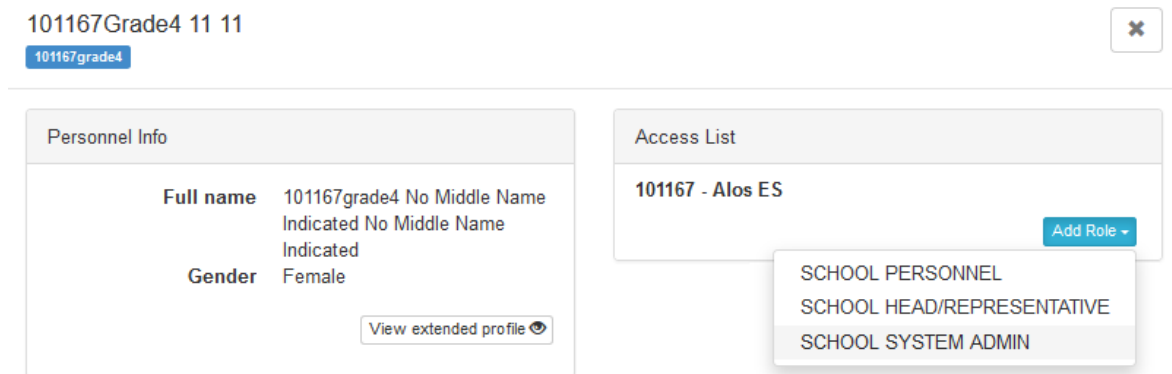 101167Grade4 11 11
101167grade4
Personnel Info
Full name 101167grade4 No Middle Name
Indicated No Middle Name
Indicated
Gender Female
View extended profile
Access List
101167 - Alos ES
Add Role
SCHOOL PERSONNEL
SCHOOL HEAD/REPRESENTATIVE
SCHOOL SYSTEM ADMIN